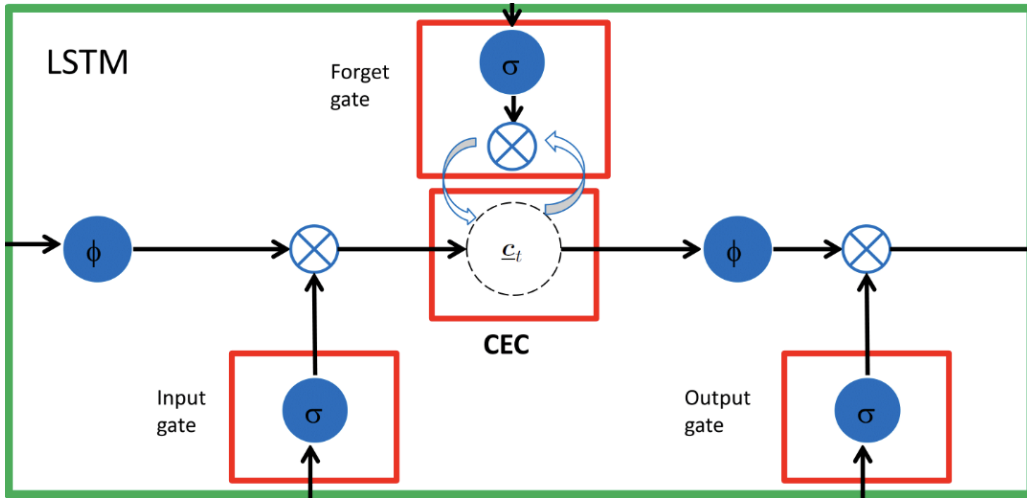 LSTM
Forget
gate
σ
ϕ
c_t
ϕ
CEC
Input
gate
σ
Output
gate
σ